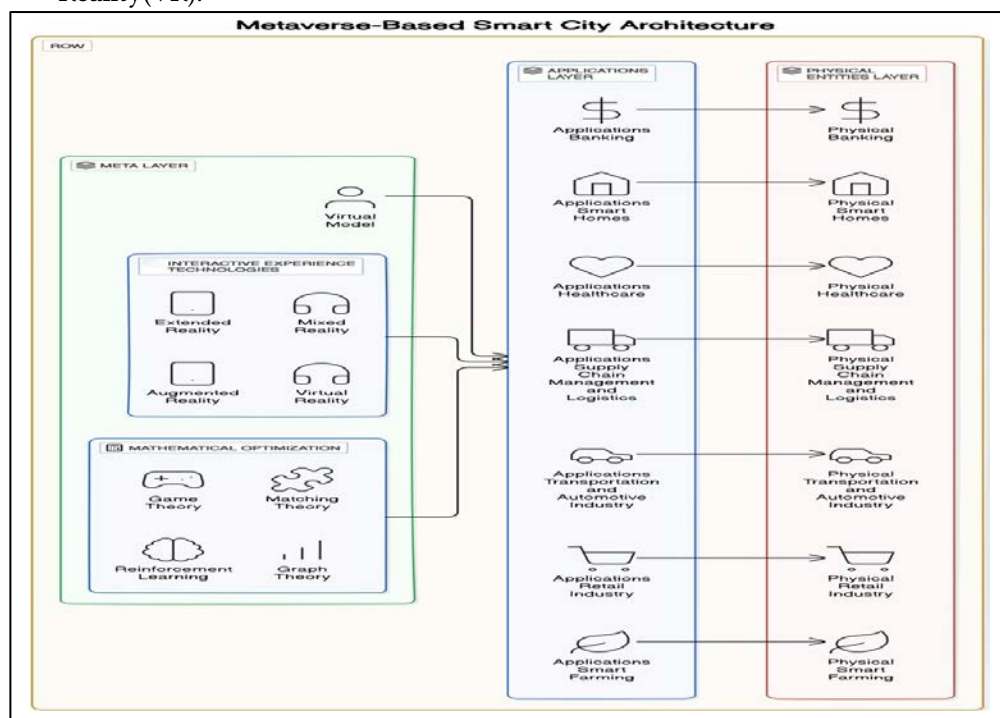 Reality(VR).
Metaverse-Based Smart City Architecture
ROW
META LAYER
Virtual
Model
INTERACTIVE EXPERIENCE
TECHNOLOGIES
Extended
Reality
Mixed
Reality
Augmented
Reality
Virtual
Reality
MATHEMATICAL OPTIMIZATION
Game
Theory
Matching
Theory
Reinforcement
Learning
Graph
Theory
APPLICATIONS
LAYER
Applications
Banking
Applications
Smart
Homes
Applications
Healthcare
Applications
Supply
Chain
Management
and
Logistics
Applications
Transportation
and
Automotive
Industry
Applications
Retail
Industry
Applications
Smart
Farming
PHYSICAL
ENTITIES LAYER
Physical
Banking
Physical
Smart
Homes
Physical
Healthcare
Physical
Supply
Chain
Management
and
Logistics
Physical
Transportation
and
Automotive
Industry
Physical
Retail
Industry
Physical
Smart
Farming